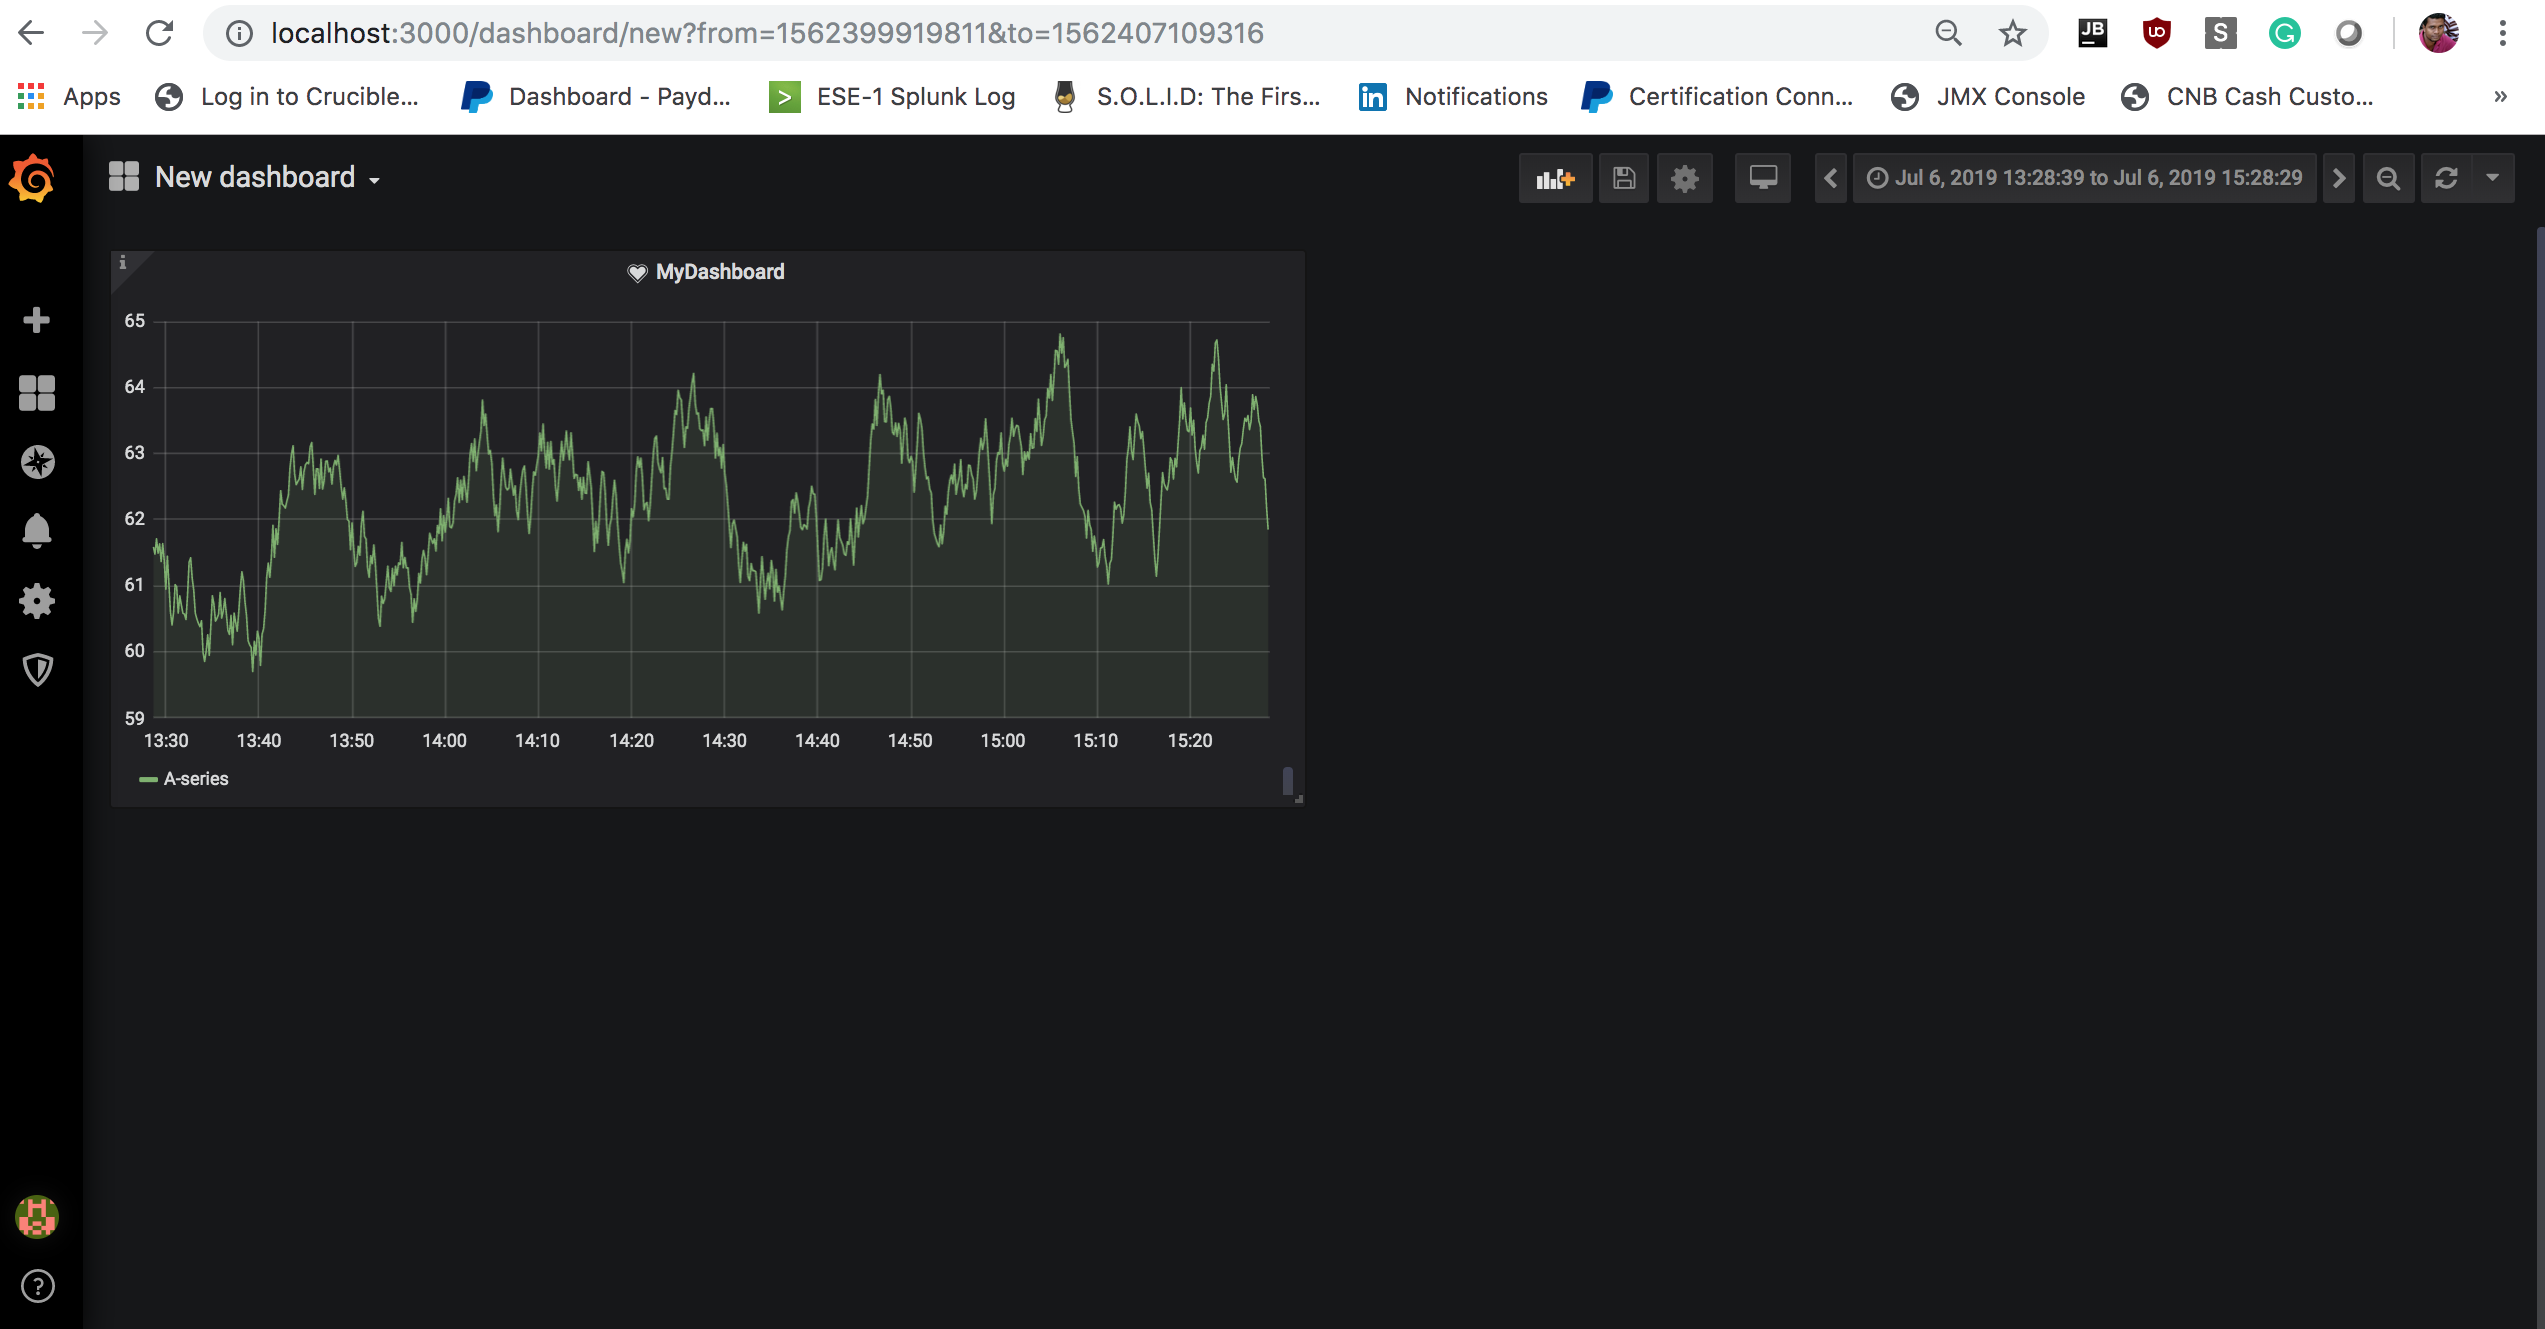 localhost:3000/dashboard/new?from=1562399919811&to=1562407109316
JB
UO
S
G
Apps
Log in to Crucible...
Dashboard - Payd...
ESE-1 Splunk Log
S.O.L.I.D: The Firs...
in
Notifications
Certification Conn...
JMX Console
CNB Cash Custo...
»
New dashboard
Jul 6, 2019 13:28:39 to Jul 6, 2019 15:28:29
i
MyDashboard
65
64
63
62
61
60
59
13:30 13:40 13:50 14:00 14:10 14:20 14:30 14:40 14:50 15:00 15:10 15:20
A-series
?